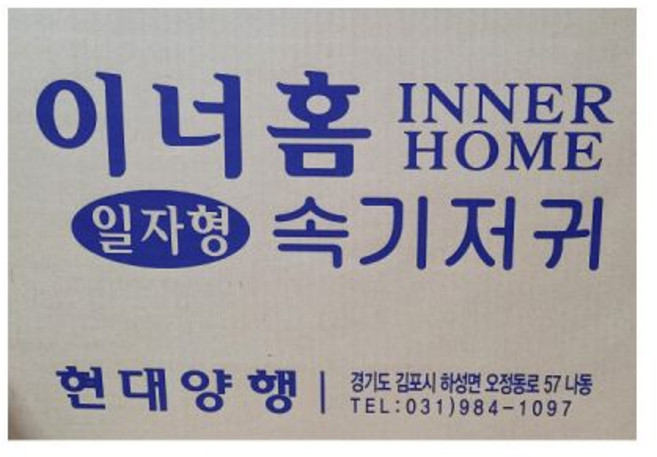 이너홈 INNER HOME
일자형 속기저귀
현대양행 | 경기도 김포시 하성면 오정동로 57 나동
TEL:031)984-1097